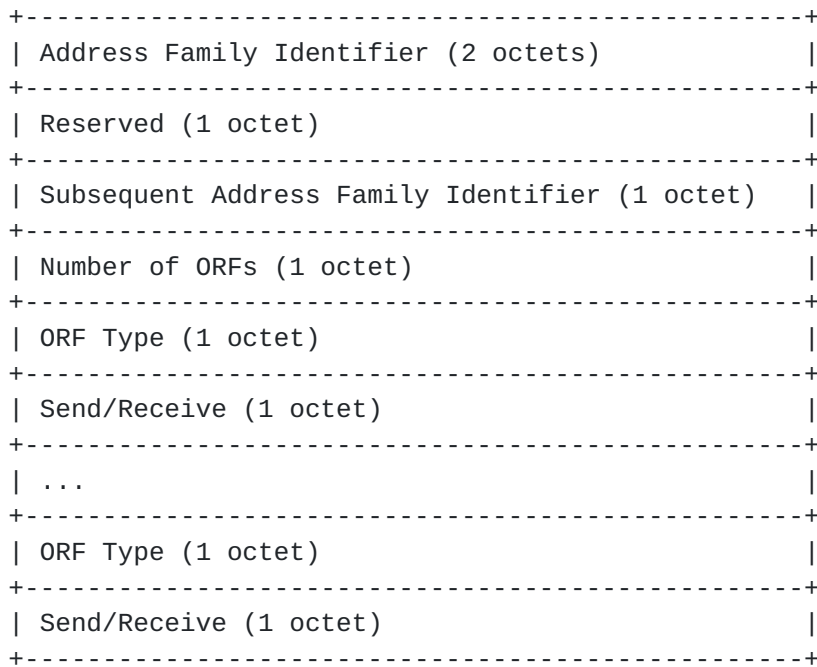 +--------------------------------------------------+
| Address Family Identifier (2 octets)             |
+--------------------------------------------------+
| Reserved (1 octet)                               |
+--------------------------------------------------+
| Subsequent Address Family Identifier (1 octet)   |
+--------------------------------------------------+
| Number of ORFs (1 octet)                         |
+--------------------------------------------------+
| ORF Type (1 octet)                               |
+--------------------------------------------------+
| Send/Receive (1 octet)                           |
+--------------------------------------------------+
| ...                                              |
+--------------------------------------------------+
| ORF Type (1 octet)                               |
+--------------------------------------------------+
| Send/Receive (1 octet)                           |
+--------------------------------------------------+